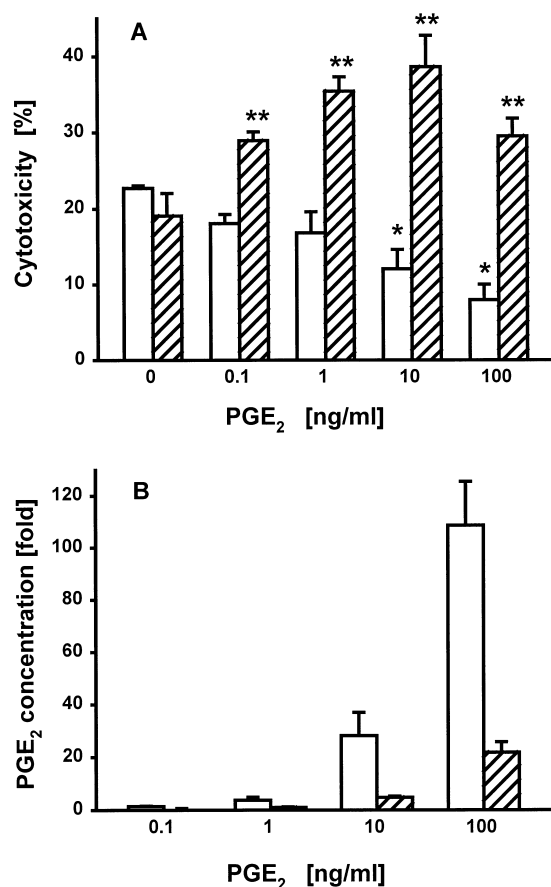 A
Cytotoxicity [%]
40
30
20
10
0
** ** ** **
* *
0 0.1 1 10 100
PGE₂ [ng/ml]
B
PGE₂ concentration [fold]
120
100
80
60
40
20
0
0.1 1 10 100
PGE₂ [ng/ml]